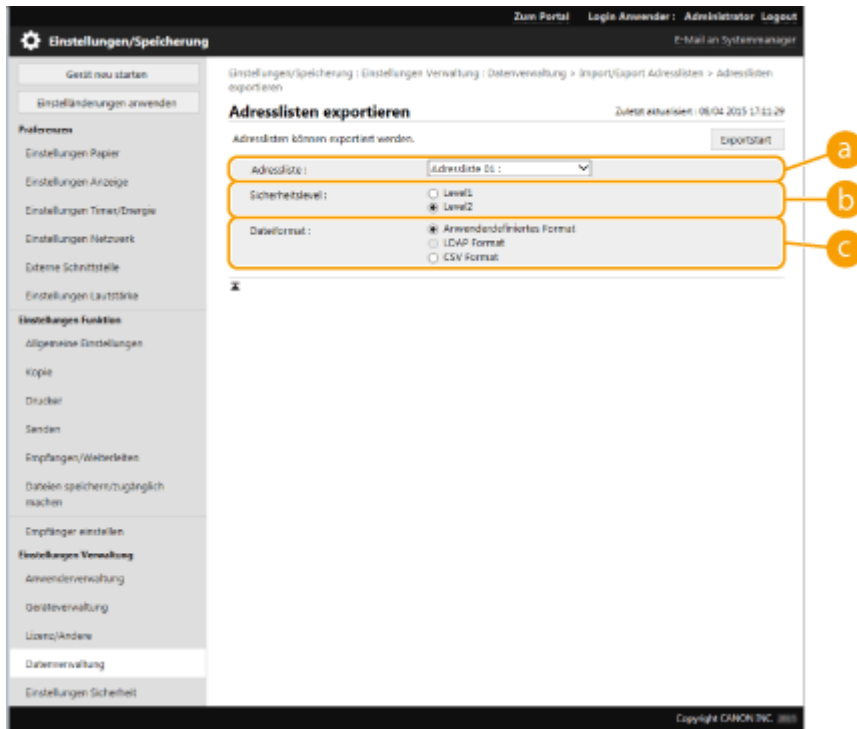 Zum Portal Login Anwender : Administrator Logout
Einstellungen/Speicherung E-Mail an Systemmanager
Gerät neu starten
Einstelländerungen anwenden
Präferenzen
Einstellungen Papier
Einstellungen Anzeige
Einstellungen Timer/Energie
Einstellungen Netzwerk
Externe Schnittstelle
Einstellungen Lautstärke
Einstellungen Funktion
Allgemeine Einstellungen
Kopie
Drucker
Senden
Empfangen/Weiterleiten
Dateien speichern/zugänglich
machen
Empfänger einstellen
Einstellungen Verwaltung
Anwenderverwaltung
Geräteverwaltung
Lizenz/Andere
Datenverwaltung
Einstellungen Sicherheit
Einstellungen/Speicherung : Einstellungen Verwaltung : Datenverwaltung > Import/Export Adresslisten > Adresslisten
exportieren
Adresslisten exportieren Zuletzt aktualisiert : 08/04 2015 17:11:29
Adresslisten können exportiert werden. Exportstart
Adressliste : Adressliste 01 : a
Sicherheitslevel : Level1
Level2 b
Dateiformat : Anwenderdefiniertes Format
LDAP Format c
CSV Format
Copyright CANON INC.